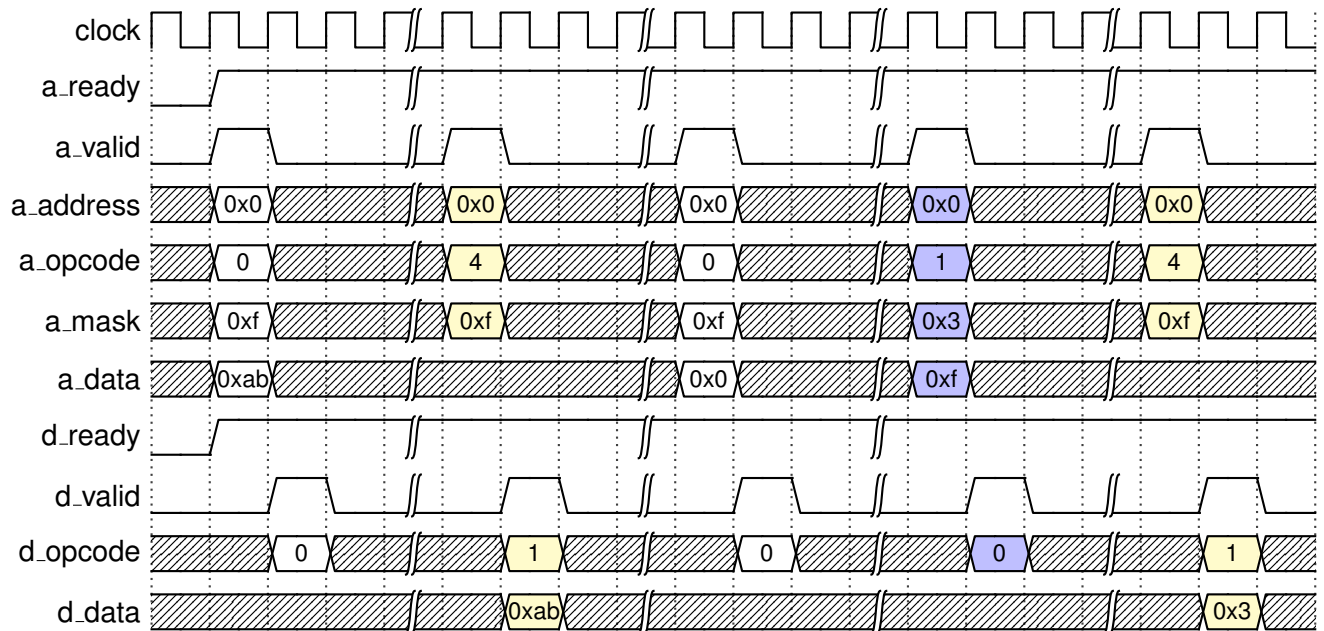 clock
a_ready
a_valid
a_address 0x0 0x0 0x0 0x0 0x0
a_opcode 0 4 0 1 4
a_mask 0xf 0xf 0xf 0x3 0xf
a_data 0xab 0x0 0xf
d_ready
d_valid
d_opcode 0 1 0 0 1
d_data 0xab 0x3